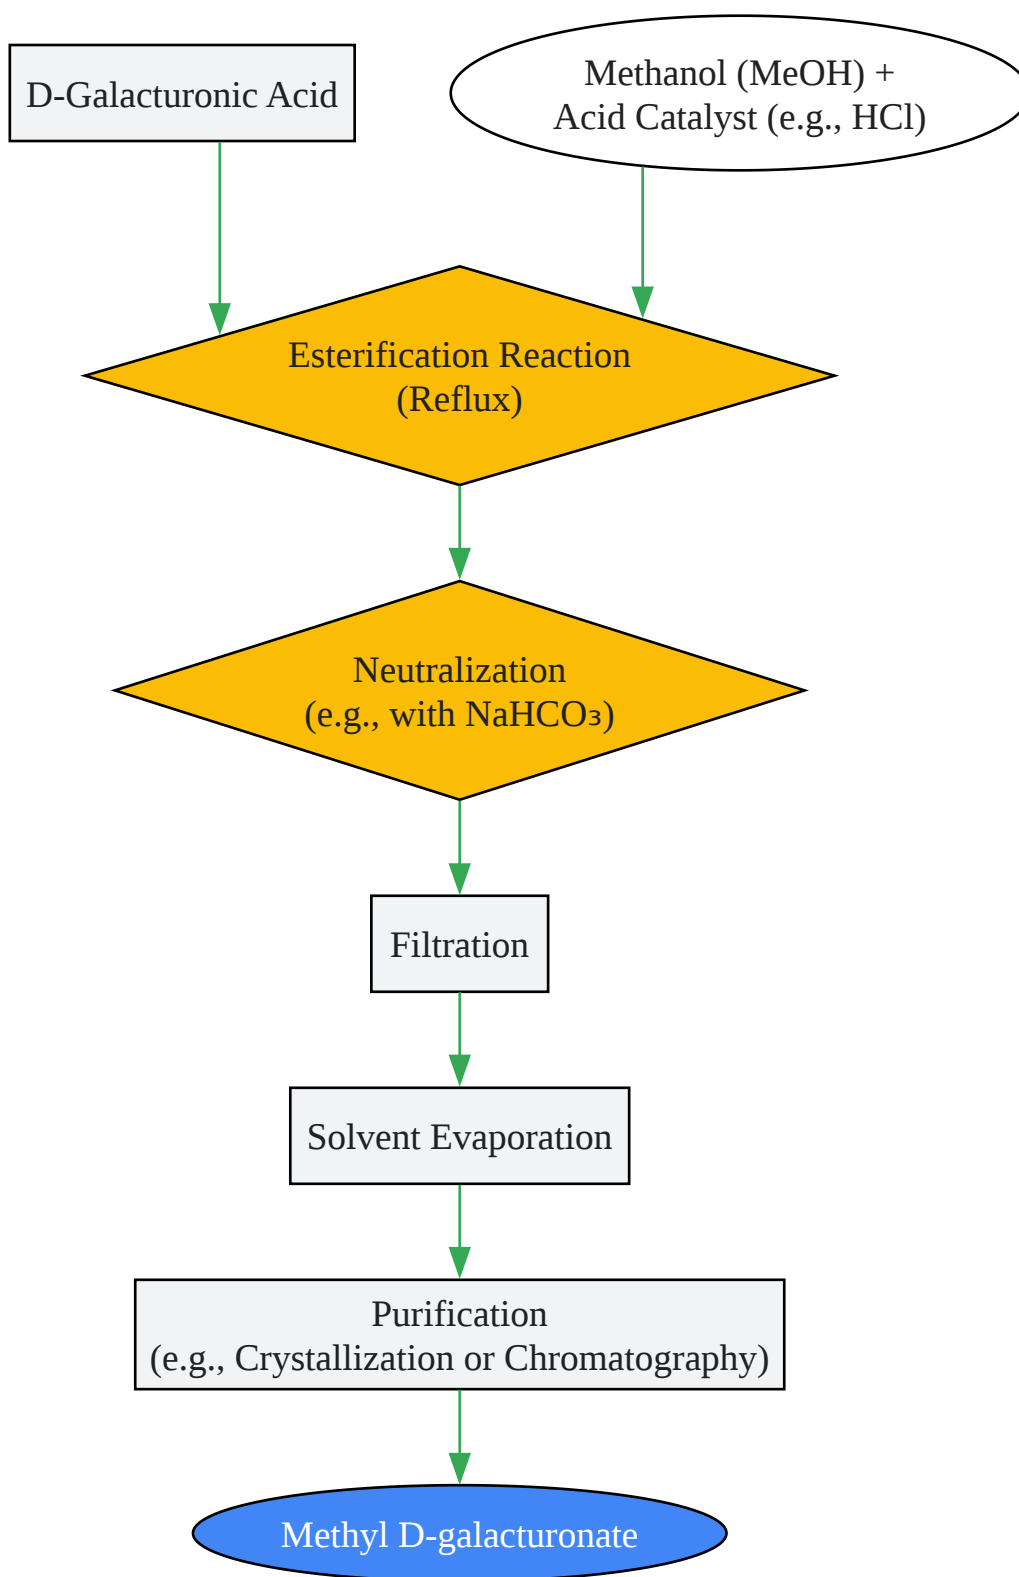 D-Galacturonic Acid
Methanol (MeOH) +
Acid Catalyst (e.g., HCl)
Esterification Reaction
(Reflux)
Neutralization
(e.g., with NaHCO₃)
Filtration
Solvent Evaporation
Purification
(e.g., Crystallization or Chromatography)
Methyl D-galacturonate